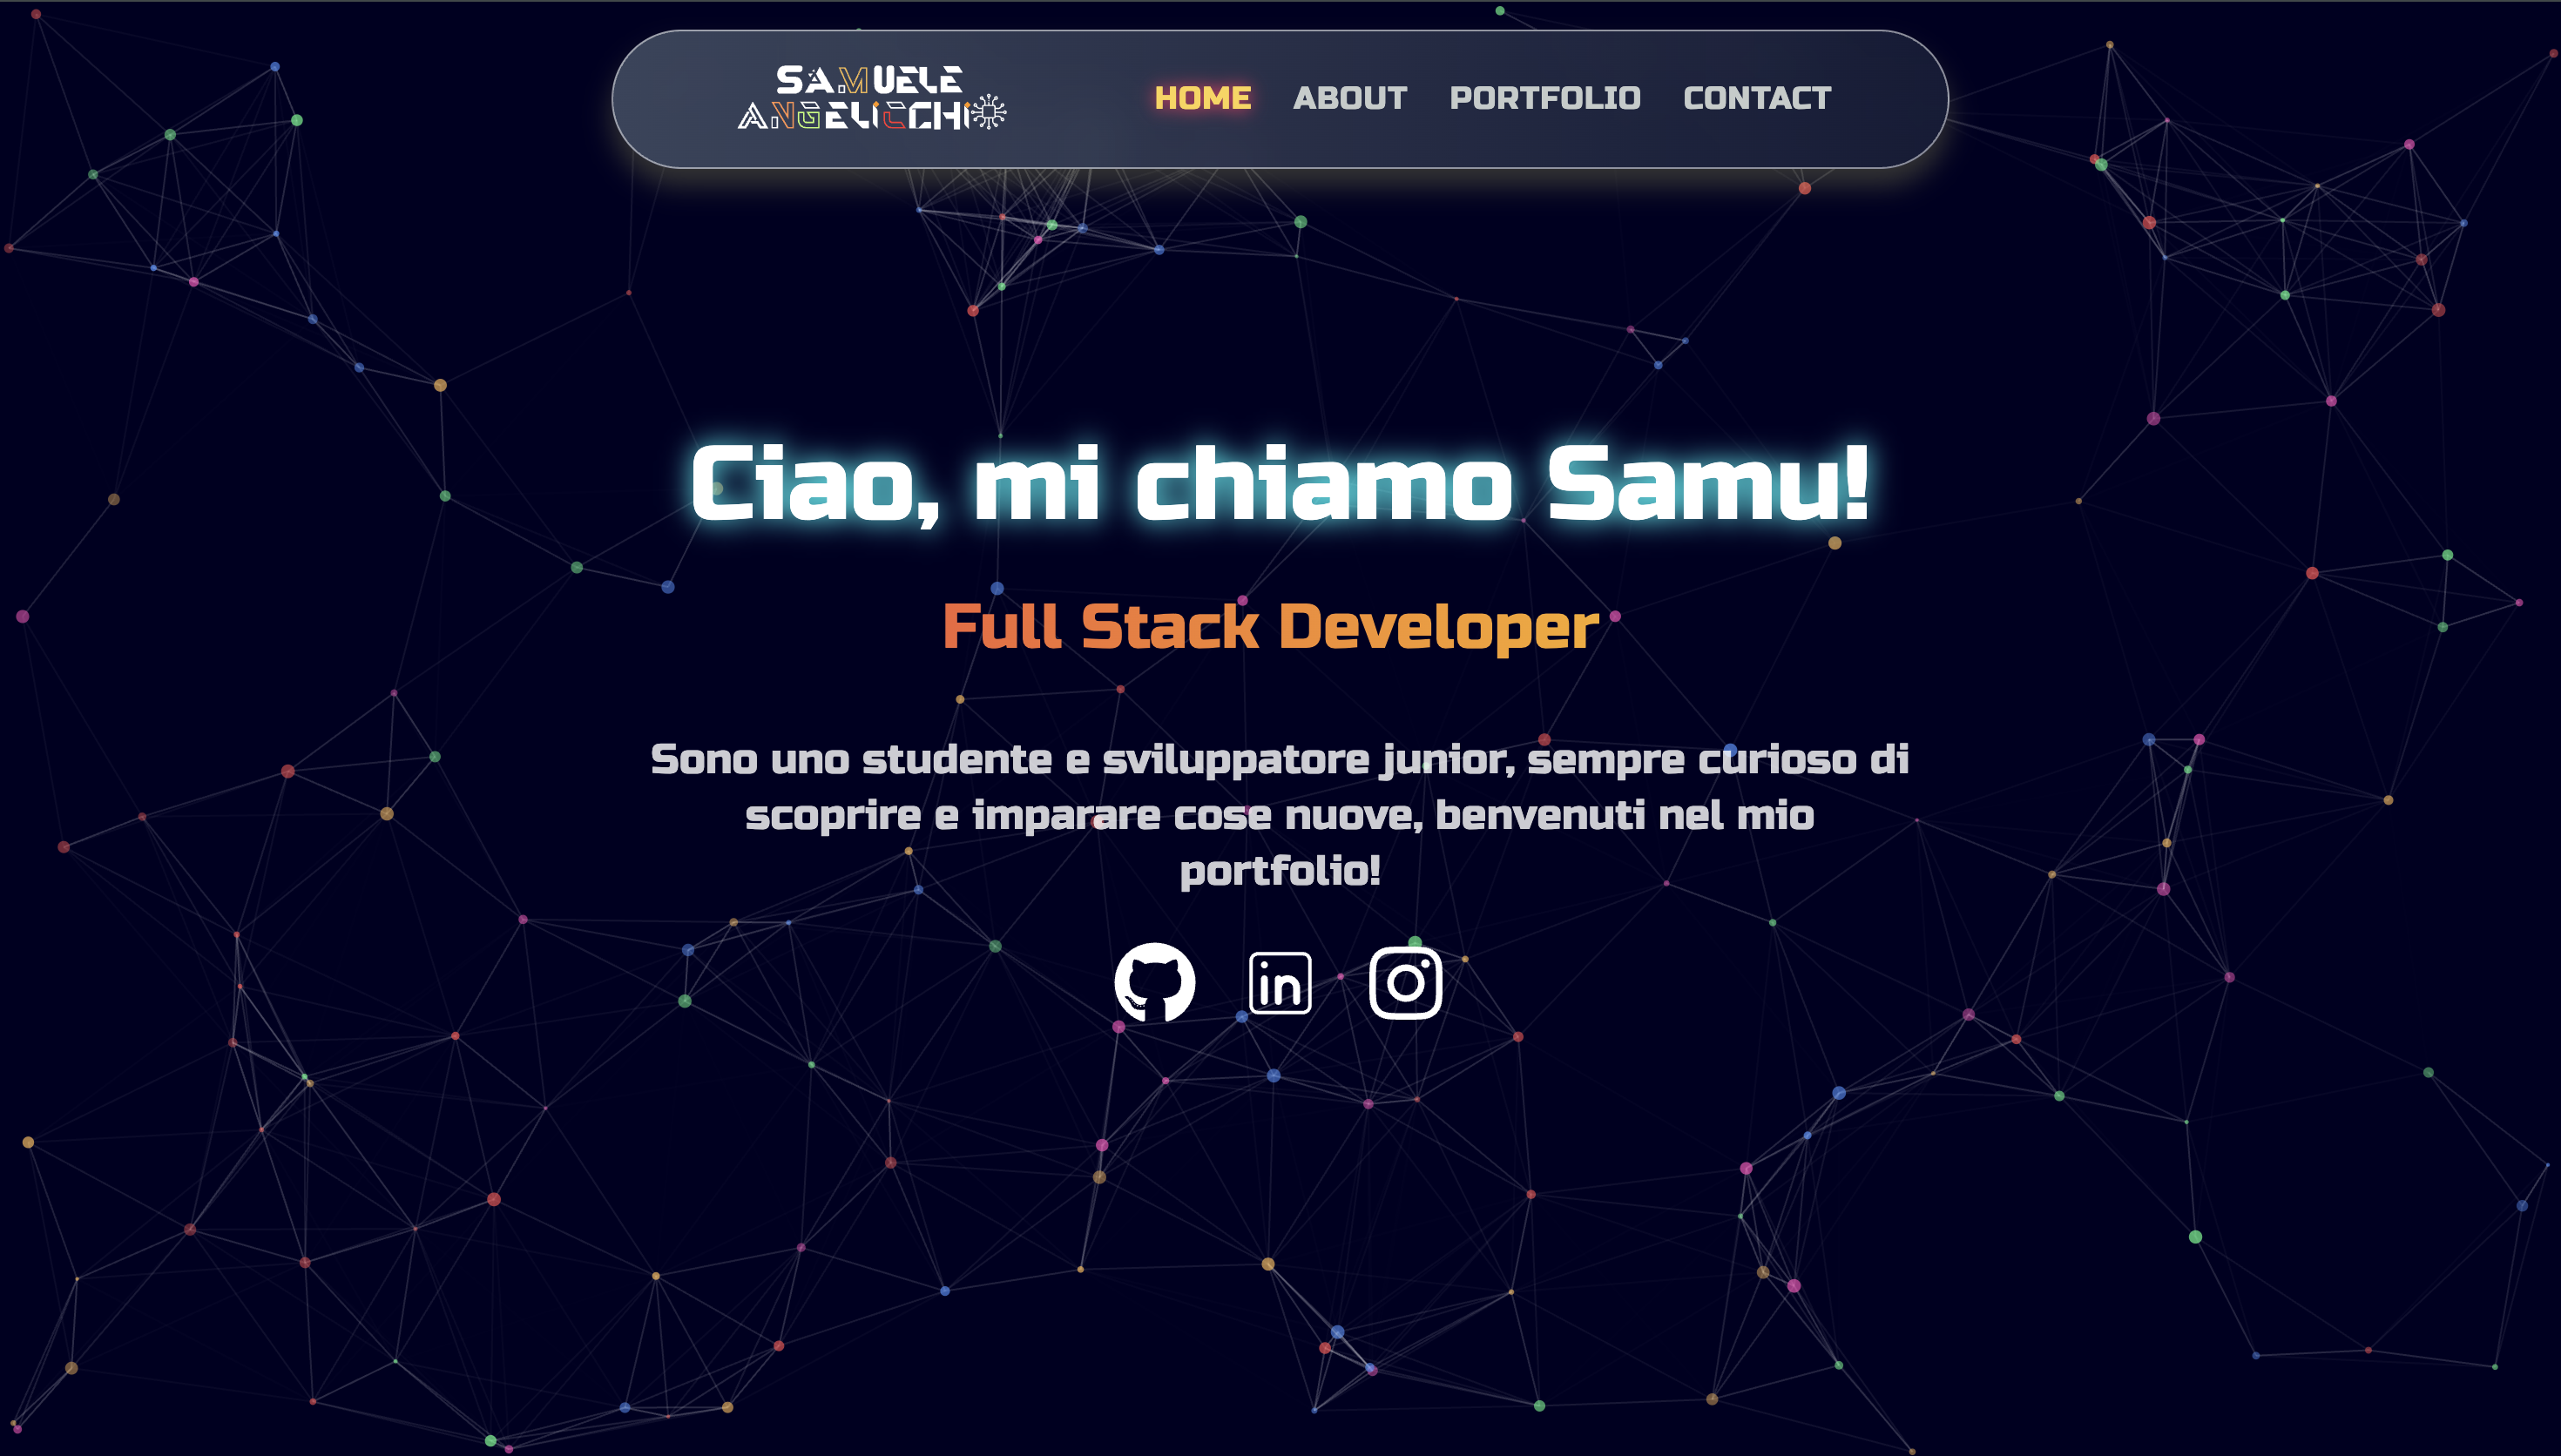 SAMUELE
ANGELICCHIO
HOME ABOUT PORTFOLIO CONTACT
Ciao, mi chiamo Samu!
Full Stack Developer
Sono uno studente e sviluppatore junior, sempre curioso di
scoprire e imparare cose nuove, benvenuti nel mio
portfolio!
in